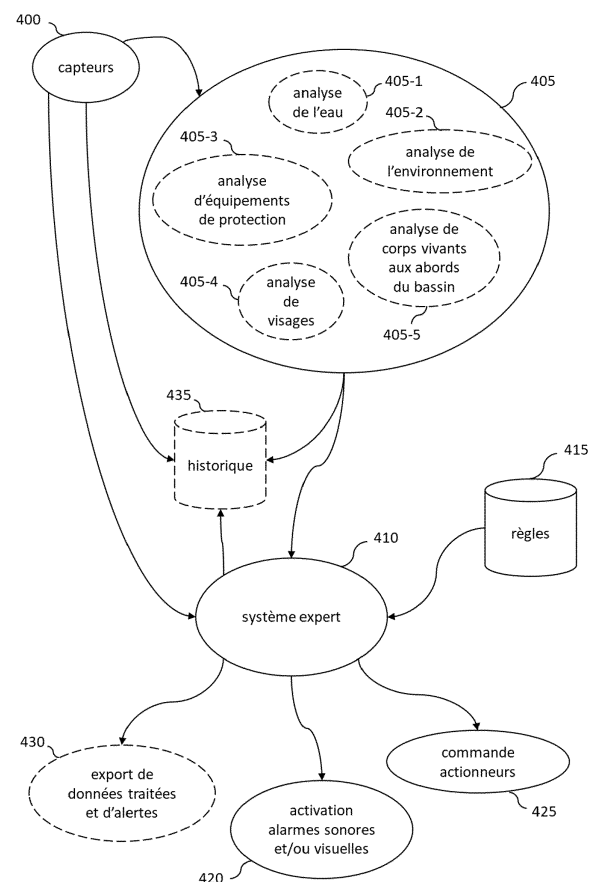 400
capteurs
405-1
405
analyse
de l’eau
405-2
405-3
analyse de
l’environnement
analyse
d’équipements
de protection
analyse de
corps vivants
aux abords
du bassin
405-4
analyse
de
visages
405-5
435
historique
415
règles
410
système expert
430
export de
données traitées
et d’alertes
commande
actionneurs
425
activation
alarmes sonores
et/ou visuelles
420